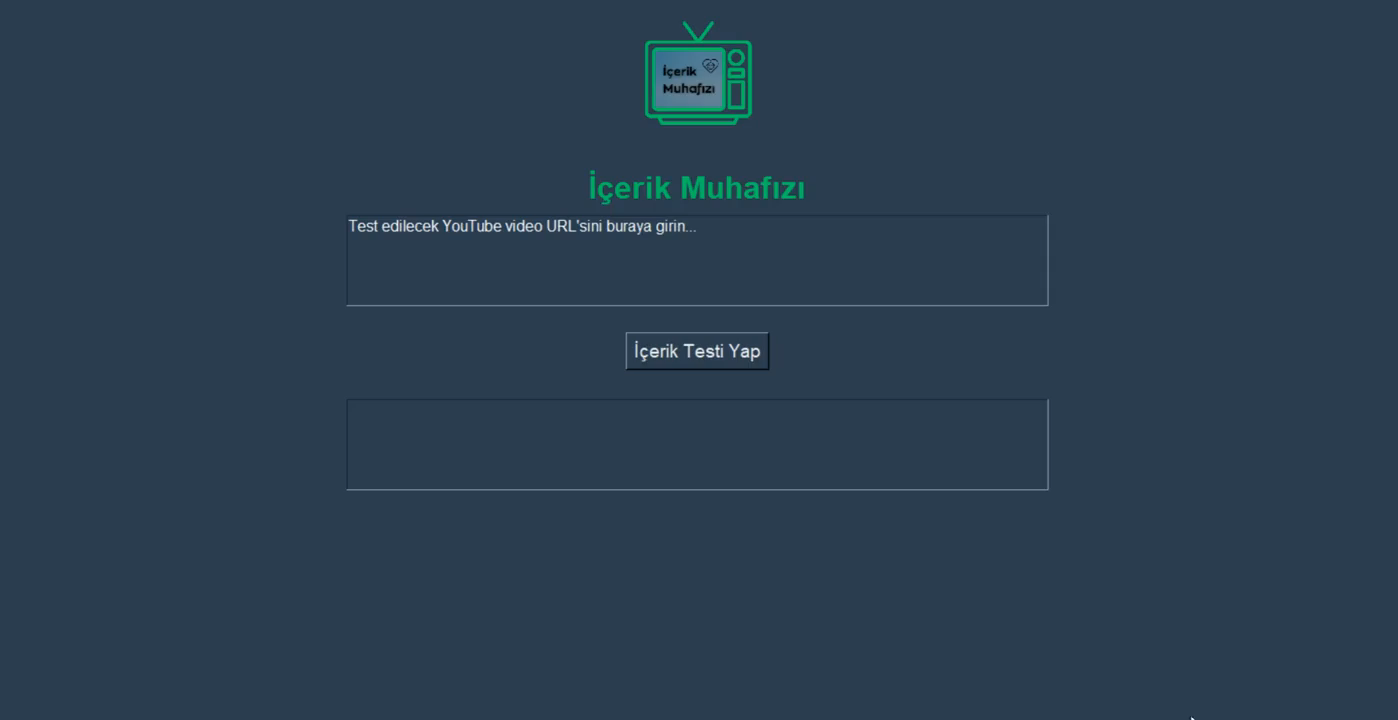 İçerik
Muhafızı
İçerik Muhafızı
Test edilecek YouTube video URL'sini buraya girin...
İçerik Testi Yap